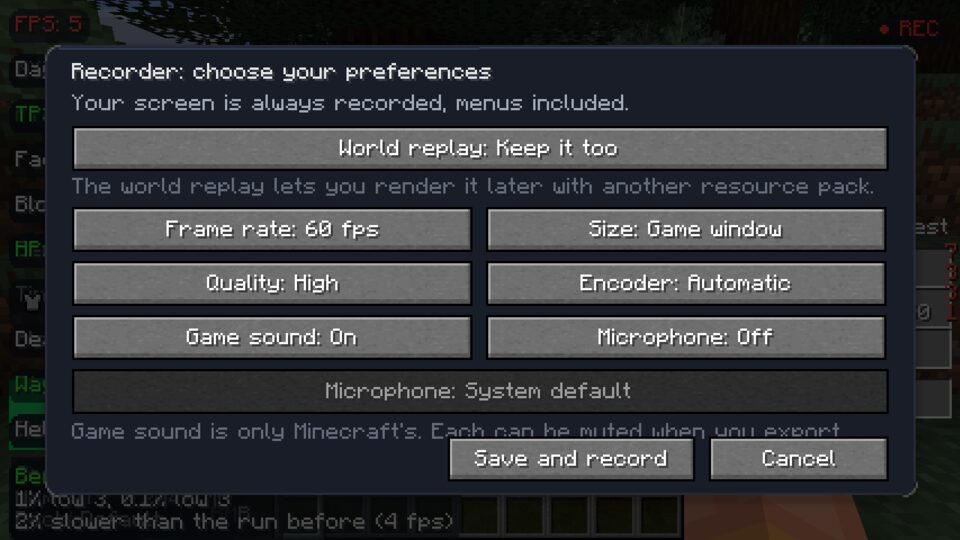 FPS: 5
REC
Recorder: choose your preferences
Your screen is always recorded, menus included.
World replay: Keep it too
The world replay lets you render it later with another resource pack.
Frame rate: 60 fps
Size: Game window
Quality: High
Encoder: Automatic
Game sound: On
Microphone: Off
Microphone: System default
Game sound is only Minecraft's. Each can be muted when you export
Save and record
Cancel
1% low 3, 0.1% low 3
2% slower than the run before (4 fps)